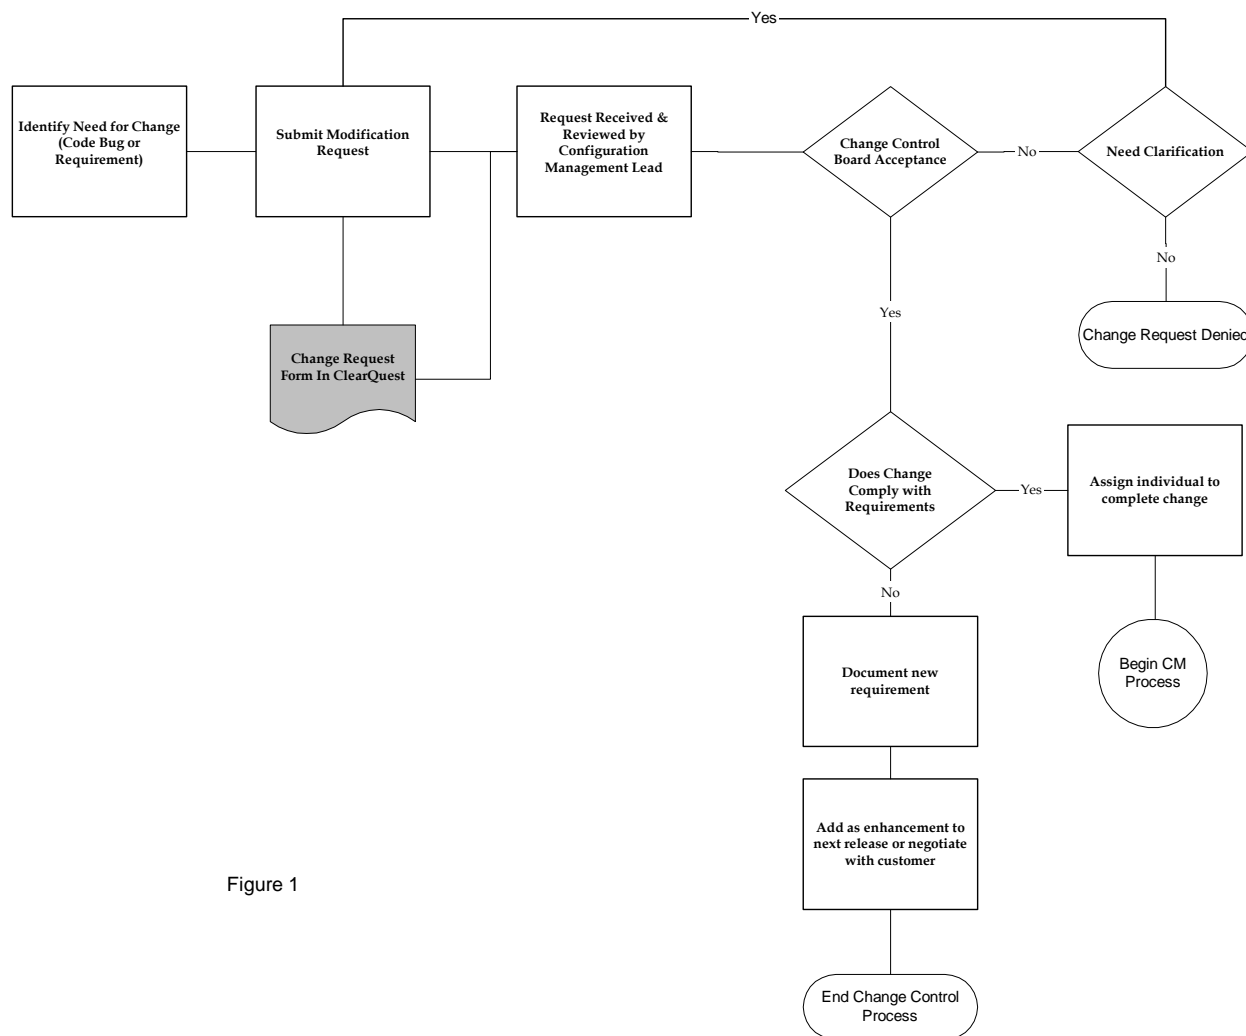 Yes
Identify Need for Change
(Code Bug or
Requirement)
Submit Modification
Request
Request Received &
Reviewed by
Configuration
Management Lead
Change Control
Board Acceptance
No
Need Clarification
No
Change Request Denied
Yes
Change Request
Form In ClearQuest
Does Change
Comply with
Requirements
Yes
Assign individual to
complete change
No
Begin CM
Process
Document new
requirement
Add as enhancement to
next release or negotiate
with customer
Figure 1
End Change Control
Process